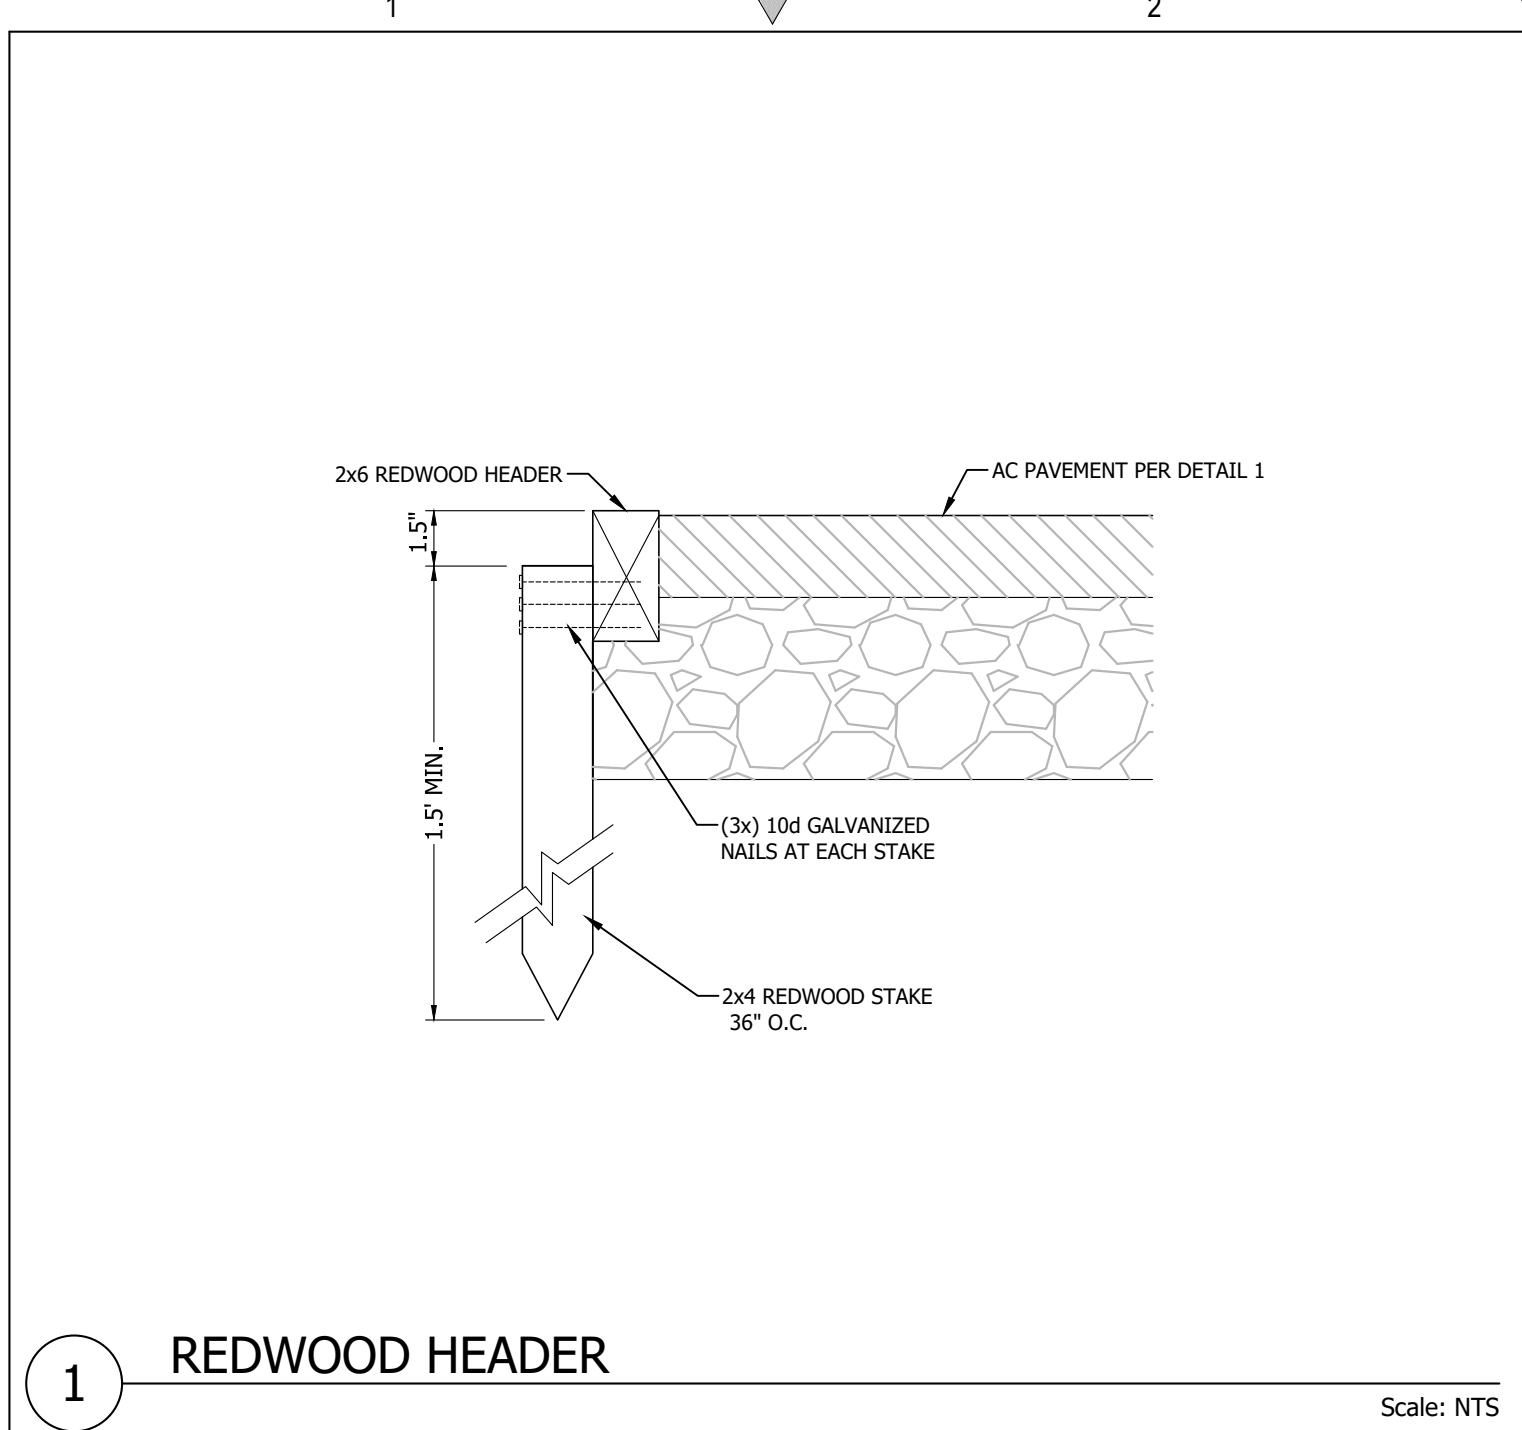 1
2
2x6 REDWOOD HEADER
AC PAVEMENT PER DETAIL 1
1.5"
1.5' MIN.
(3x) 10d GALVANIZED
NAILS AT EACH STAKE
2x4 REDWOOD STAKE
36" O.C.
1
REDWOOD HEADER
Scale: NTS